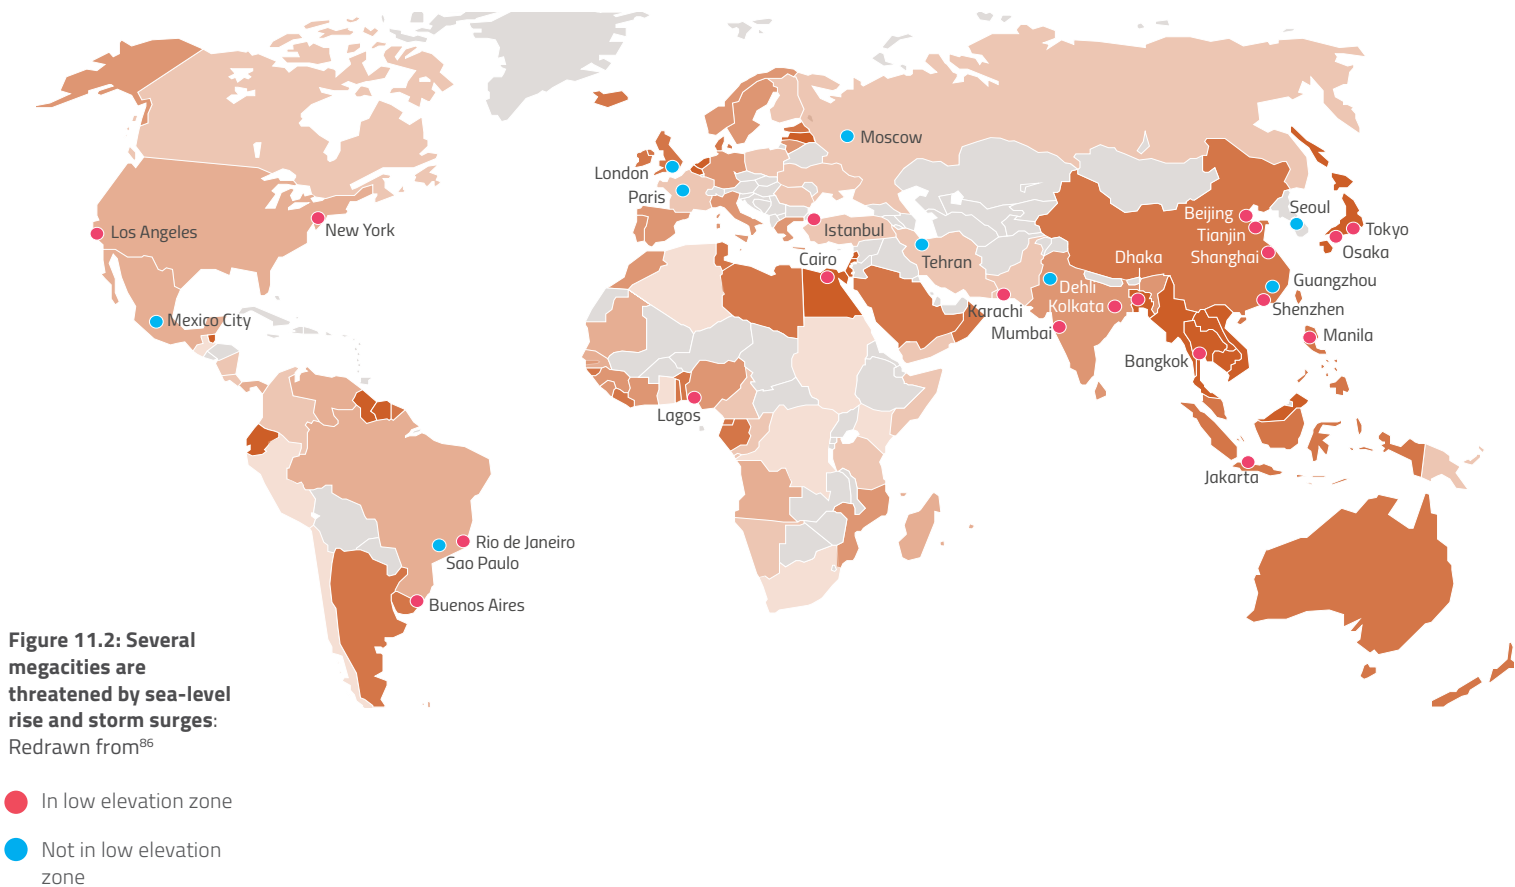 Moscow
London
Paris
Los Angeles
New York
Istanbul
Cairo
Tehran
Beijing
Tianjin
Shanghai
Seoul
Tokyo
Osaka
Dhaka
Guangzhou
Shenzhen
Dehli
Kolkata
Karachi
Mumbai
Mexico City
Manila
Bangkok
Lagos
Jakarta
Rio de Janeiro
Sao Paulo
Buenos Aires
Figure 11.2: Several
megacities are
threatened by sea-level
rise and storm surges:
Redrawn from⁸⁶
In low elevation zone
Not in low elevation
zone